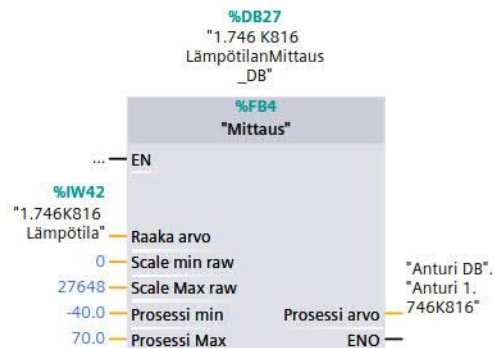 %DB27
"1.746 K816
LämpötilanMittaus
_DB"
%FB4
"Mittaus"
... EN
%IW42
"1.746K816
Lämpötila" Raaka arvo
0 Scale min raw
27648 Scale Max raw
-40.0 Prosessi min
70.0 Prosessi Max
Prosessi arvo
"Anturi DB".
"Anturi 1.
746K816"
ENO